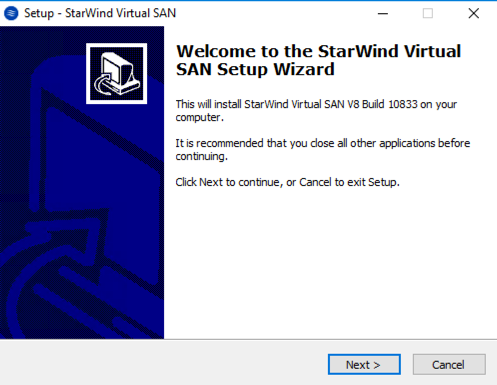 Setup - StarWind Virtual SAN
Welcome to the StarWind Virtual
SAN Setup Wizard
This will install StarWind Virtual SAN V8 Build 10833 on your
computer.
It is recommended that you close all other applications before
continuing.
Click Next to continue, or Cancel to exit Setup.
Next >
Cancel